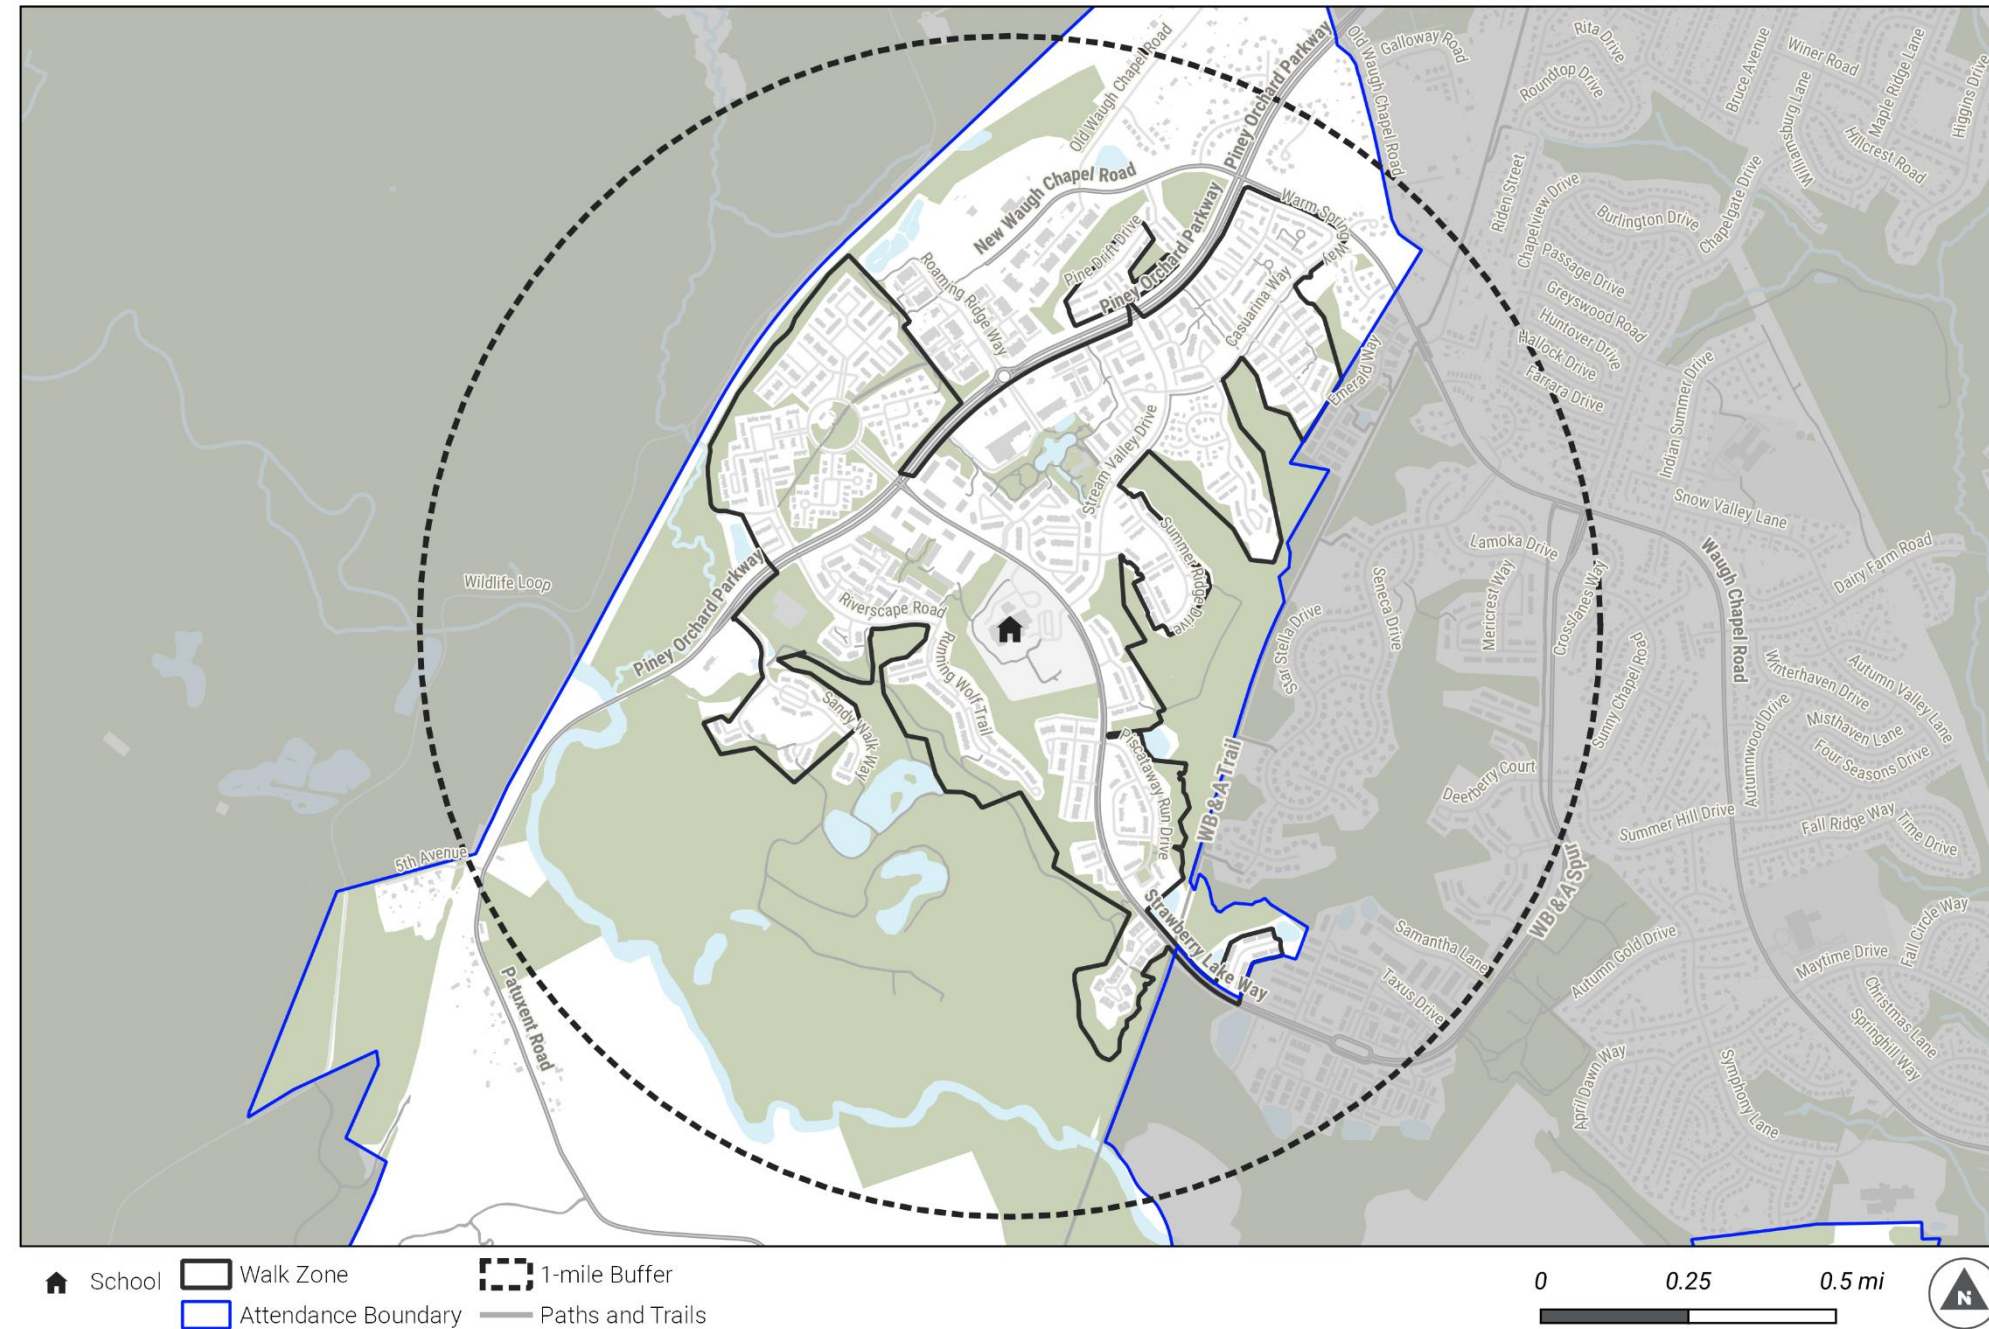 Old Waugh Chapel Road
Piney Orchard Parkway
Old Waugh Chapel Road
Galloway Road
Rita Drive
Roundtop Drive
Bruce Avenue
Winer Road
Williamsburg Lane
Maple Ridge Lane
Hillcrest Road
Higgins Drive
New Waugh Chapel Road
Piney Orchard Parkway
Warm Spring Way
Riden Street
Chapelview Drive
Burlington Drive
Chapelgate Drive
Passage Drive
Greyswood Road
Huntover Drive
Hallock Drive
Farrara Drive
Roaming Ridge Way
Pine Drift Drive
Piney Orchard Parkway
Casuarina Way
Emerald Way
Indian Summer Drive
Stream Valley Drive
Snow Valley Lane
Summer Ridge Drive
Lamoka Drive
Dairy Farm Road
Wildlife Loop
Piney Orchard Parkway
Riverscape Road
Running Wolf Trail
Sandy Walk Way
Seneca Drive
Star Stella Drive
Mericrest Way
Crosslanes Way
Sunny Chapel Road
Waugh Chapel Road
Winterhaven Drive
Autumn Valley Lane
Misthaven Lane
Four Seasons Drive
Autumnwood Drive
Piscataway Run Drive
WB & A Trail
Deerberry Court
Summer Hill Drive
Fall Ridge Way
Time Drive
5th Avenue
WB & A Spur
Strawberry Lake Way
Samantha Lane
Taxus Drive
Autumn Gold Drive
Maytime Drive
Fall Circle Way
Christmas Lane
Springhill Way
Patuxent Road
April Dawn Way
Symphony Lane
School
Walk Zone
1-mile Buffer
Attendance Boundary
Paths and Trails
0 0.25 0.5 mi
N